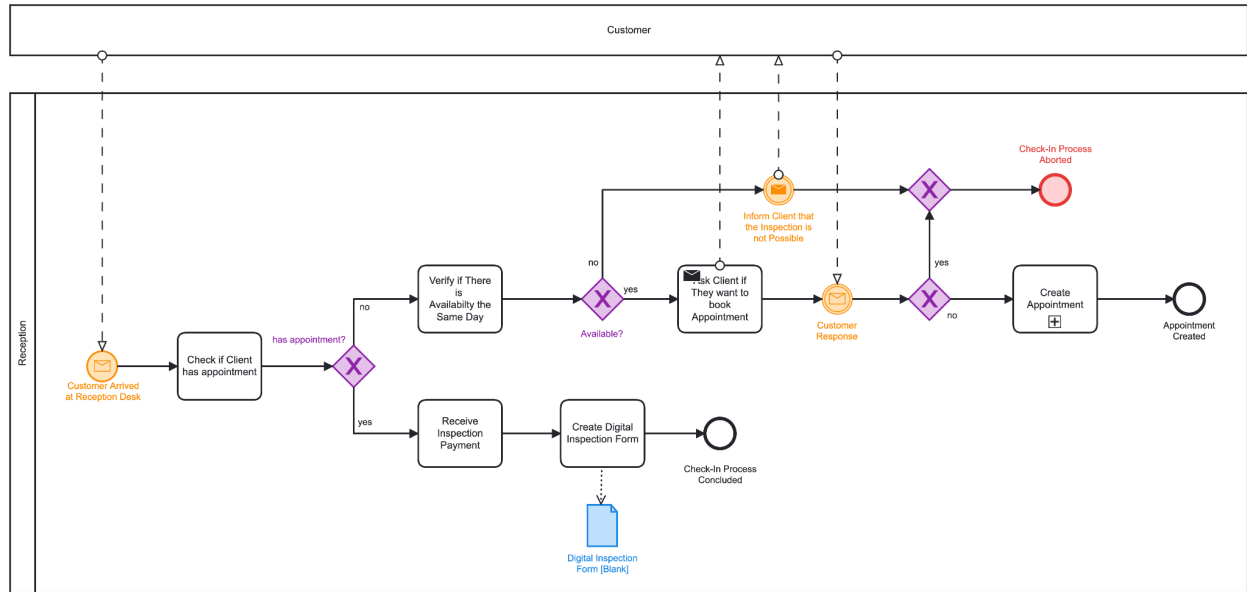 Customer
Reception
Check-In Process
Aborted
Inform Client that
the Inspection is
not Possible
no
yes
Verify if There
is
Availabilty the
Same Day
Available?
yes
Ask Client if
They want to
book
Appointment
Customer
Response
no
Create
Appointment
Appointment
Created
no
has appointment?
Customer Arrived
at Reception Desk
Check if Client
has appointment
yes
Receive
Inspection
Payment
Create Digital
Inspection Form
Check-In Process
Concluded
Digital Inspection
Form [Blank]